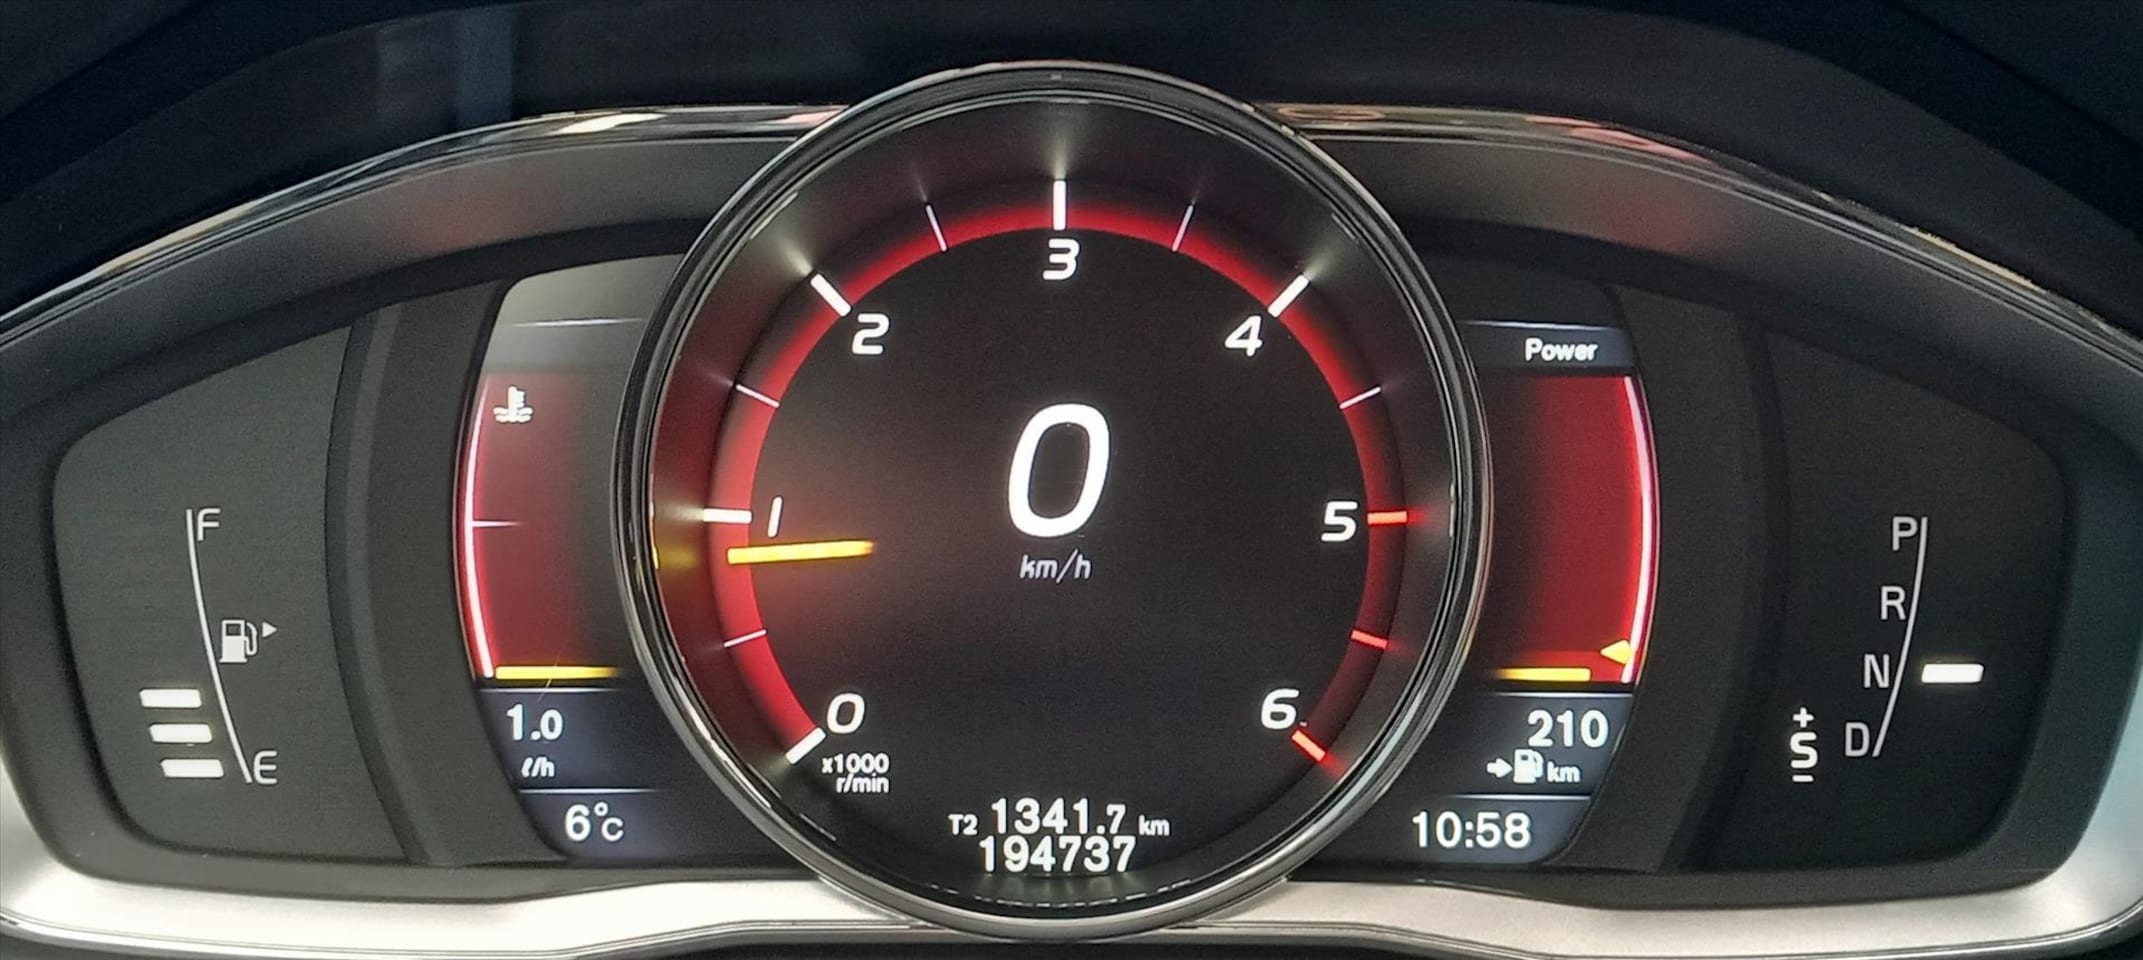 F
E
1.0
ℓ/h
6°C
0
1
2
3
4
5
6
x1000
r/min
0
km/h
T2 1341.7 km
194737
Power
210
km
10:58
P
R
N
D
+
S
−